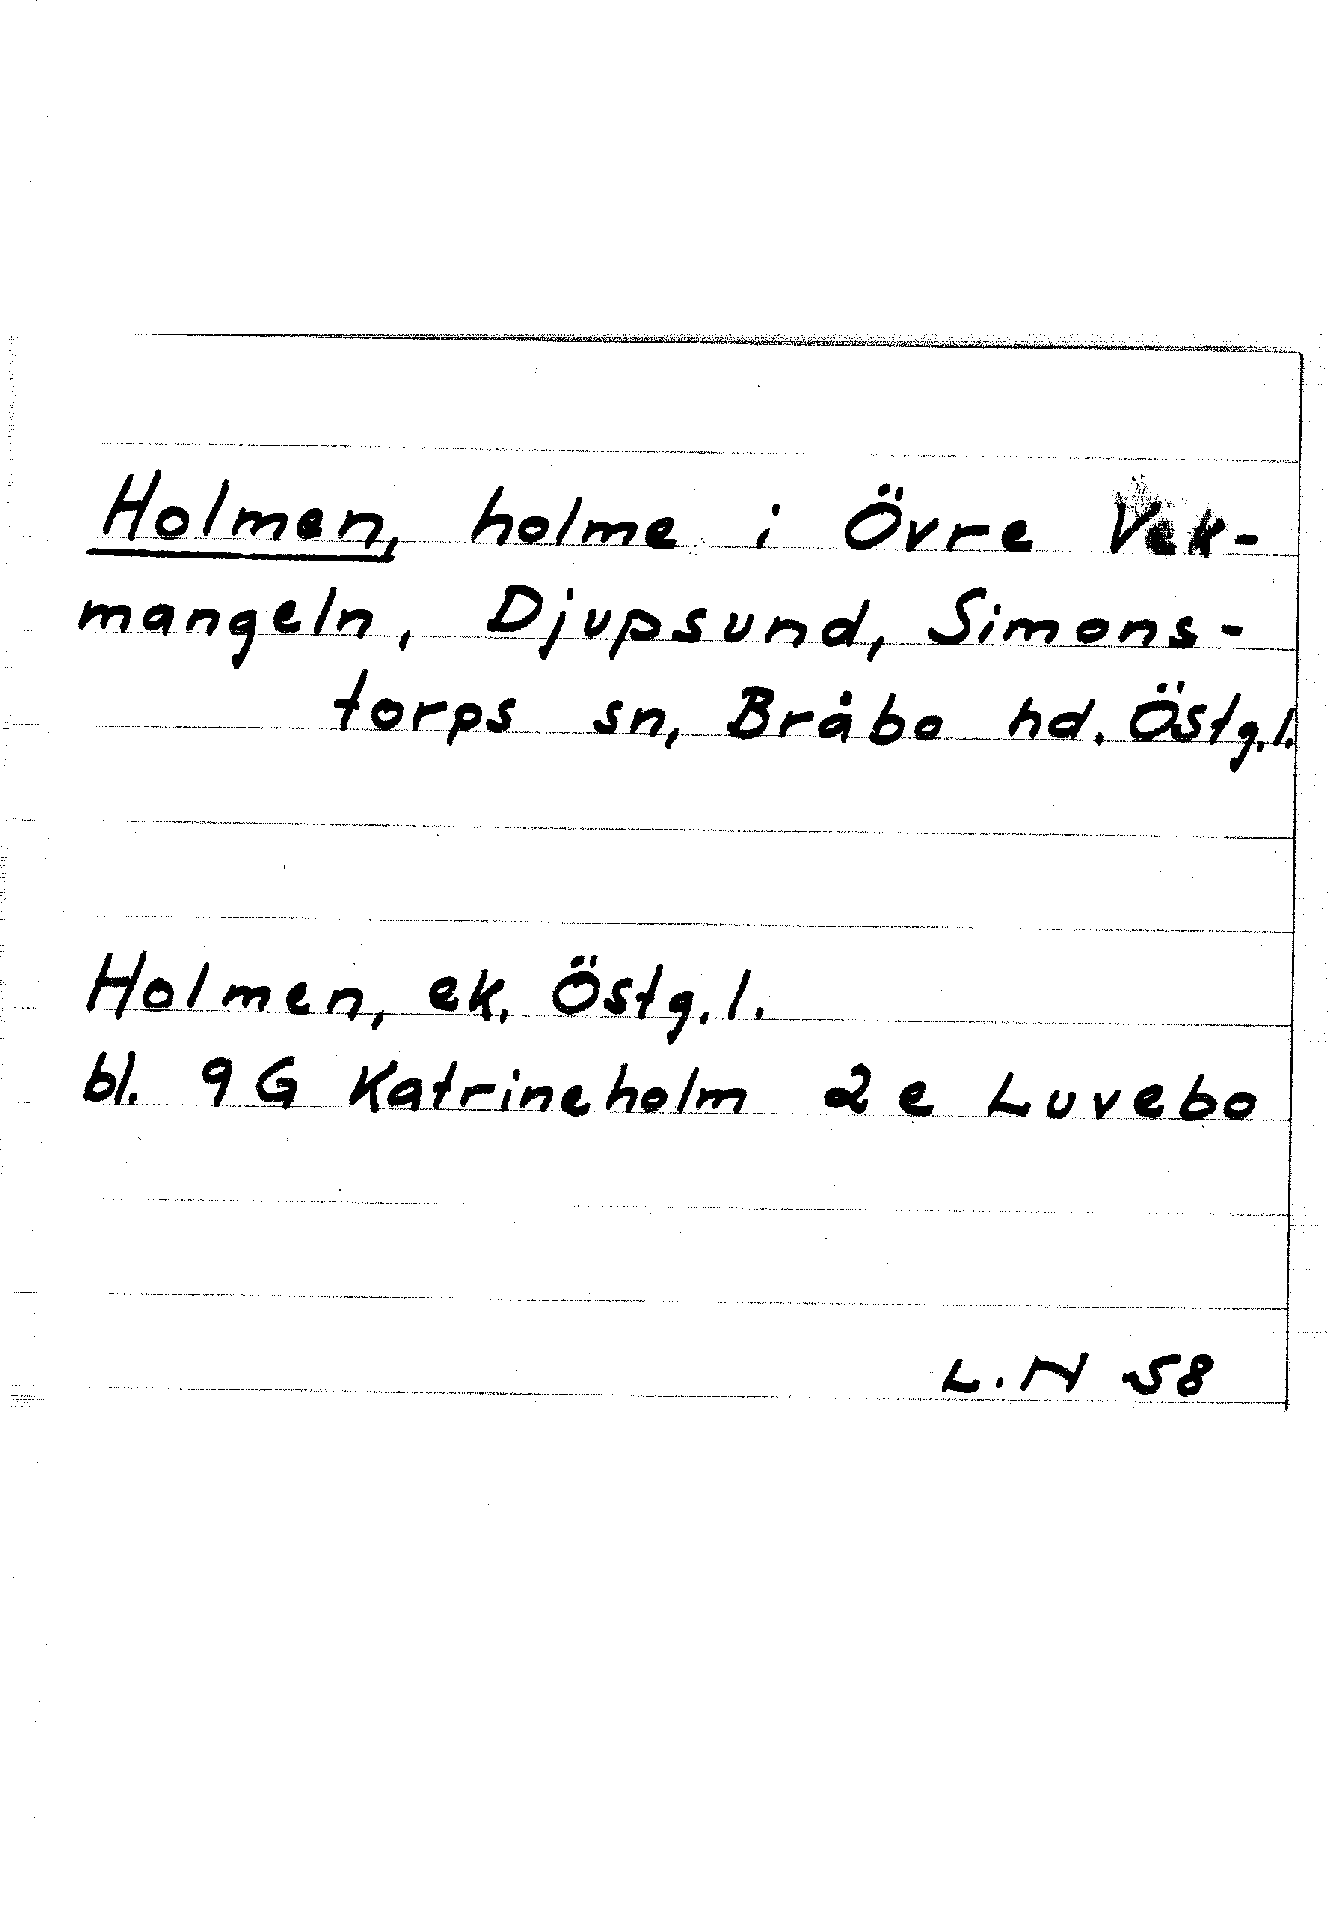 Holmen, holme i Övre Vek-
mangeln, Djupsund, Simons-
torps sn, Bråbo hd. Östg.l.
Holmen, ek. Östg.l.
bl. 9G Katrineholm 2e Luvebo
L.N 58